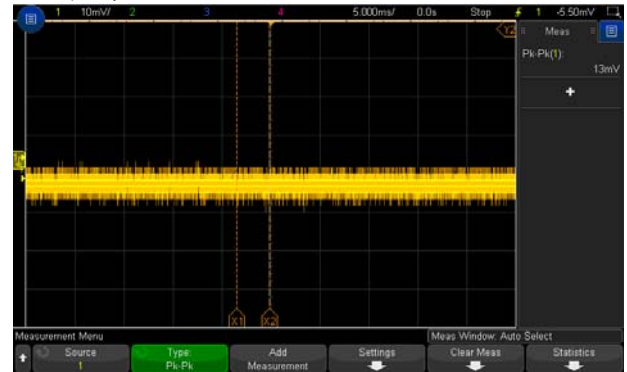 1 10mV/ 2 3 4 5.000ms/ 0.0s Stop 1 -5.50mV
Y2
Meas
Pk-Pk(1):
13mV
+
X1 X2
Measurement Menu
Meas Window: Auto Select
Source Type: Add Settings Clear Meas Statistics
1 Pk-Pk Measurement